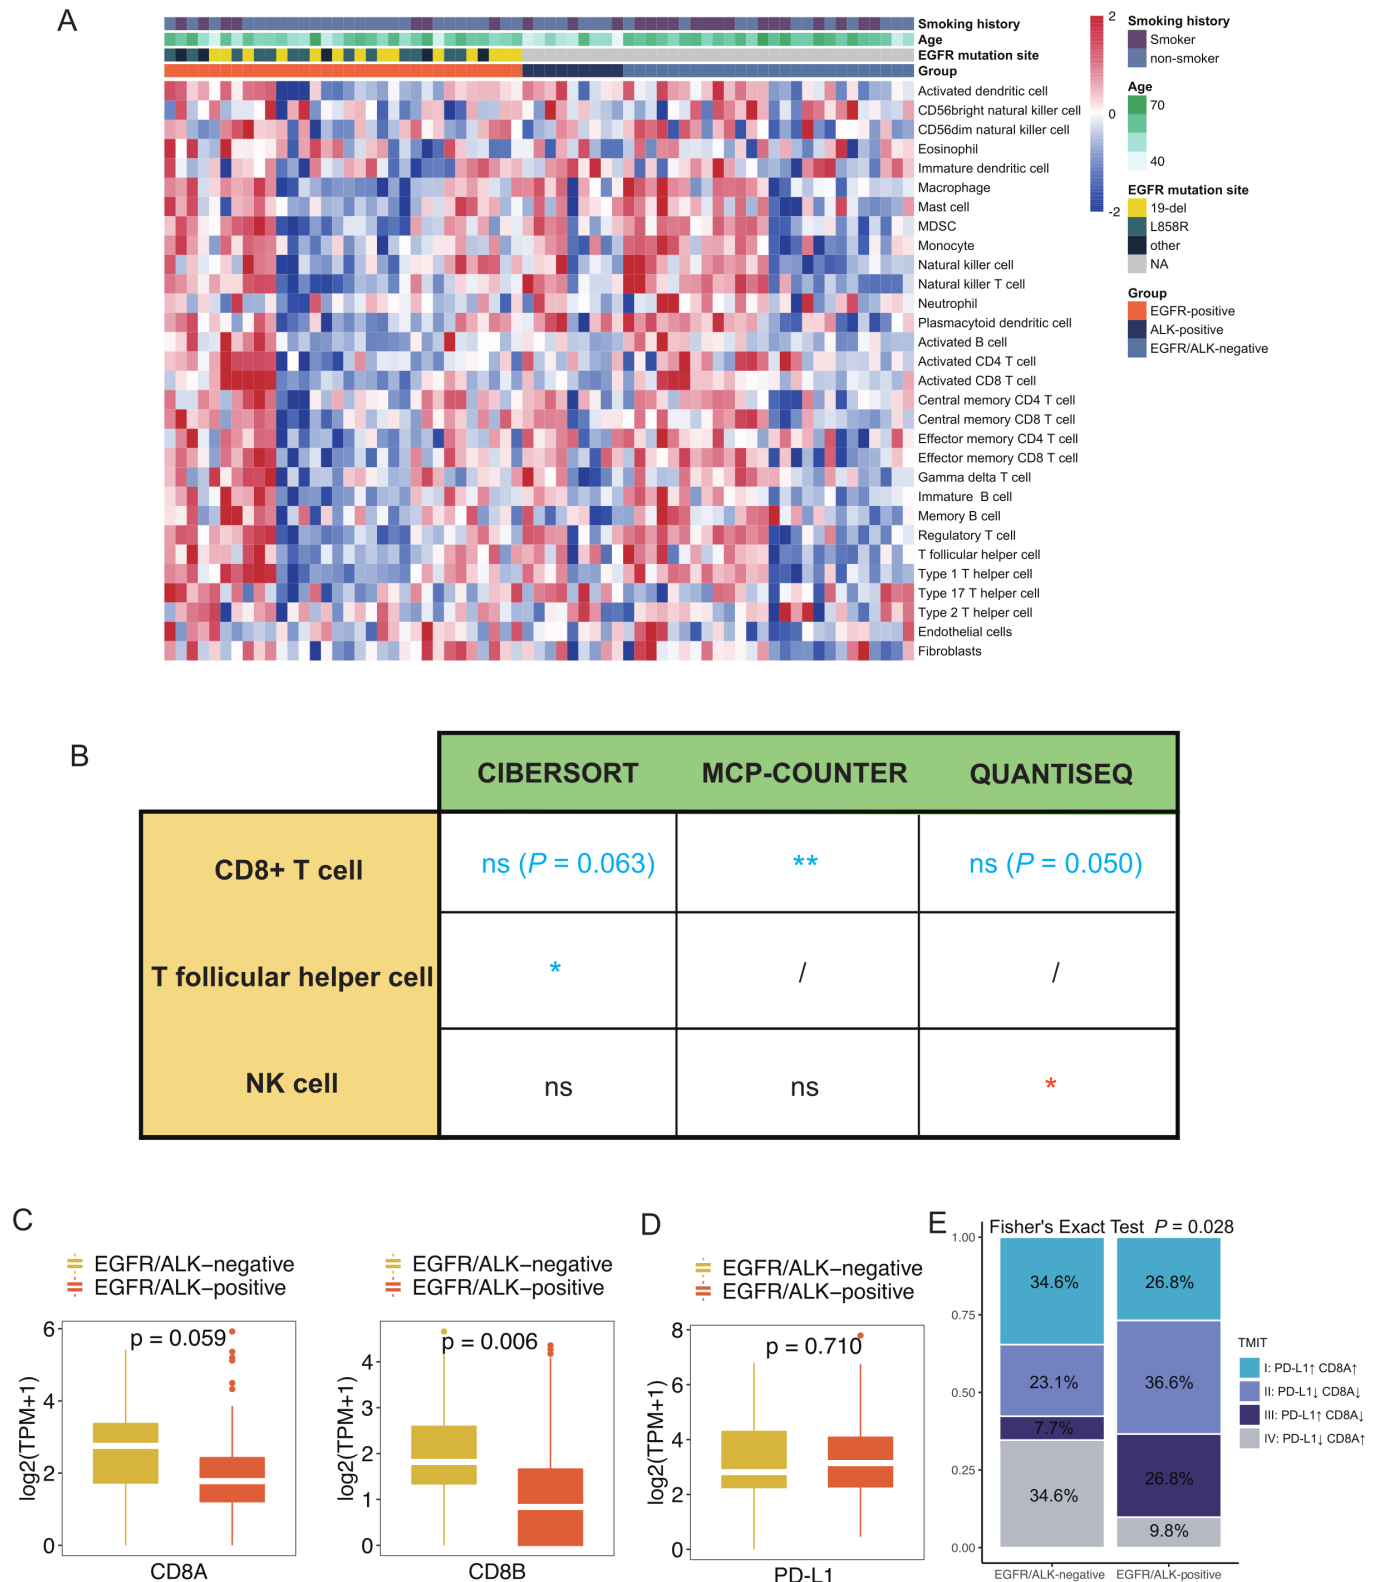 A
Smoking history
Age
EGFR mutation site
Group
Activated dendritic cell
CD56bright natural killer cell
CD56dim natural killer cell
Eosinophil
Immature dendritic cell
Macrophage
Mast cell
MDSC
Monocyte
Natural killer cell
Natural killer T cell
Neutrophil
Plasmacytoid dendritic cell
Activated B cell
Activated CD4 T cell
Activated CD8 T cell
Central memory CD4 T cell
Central memory CD8 T cell
Effector memory CD4 T cell
Effector memory CD8 T cell
Gamma delta T cell
Immature  B cell
Memory B cell
Regulatory T cell
T follicular helper cell
Type 1 T helper cell
Type 17 T helper cell
Type 2 T helper cell
Endothelial cells
Fibroblasts
2
0
-2
Smoking history
Smoker
non-smoker
Age
70
40
EGFR mutation site
19-del
L858R
other
NA
Group
EGFR-positive
ALK-positive
EGFR/ALK-negative
B
CIBERSORT MCP-COUNTER QUANTISEQ
CD8+ T cell ns (P = 0.063) ** ns (P = 0.050)
T follicular helper cell * / /
NK cell ns ns *
C
EGFR/ALK−negative
EGFR/ALK−positive
p = 0.059
log2(TPM+1)
6
4
2
0
CD8A
EGFR/ALK−negative
EGFR/ALK−positive
p = 0.006
log2(TPM+1)
4
3
2
1
0
CD8B
D
EGFR/ALK−negative
EGFR/ALK−positive
p = 0.710
log2(TPM+1)
8
6
4
2
0
PD-L1
E
Fisher's Exact Test P = 0.028
1.00
0.75
0.50
0.25
0.00
34.6%
23.1%
7.7%
34.6%
26.8%
36.6%
26.8%
9.8%
EGFR/ALK-negative
EGFR/ALK-positive
TMIT
I: PD-L1↑ CD8A↑
II: PD-L1↓ CD8A↓
III: PD-L1↑ CD8A↓
IV: PD-L1↓ CD8A↑